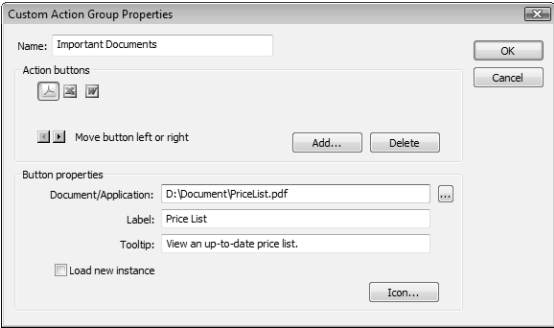 Custom Action Group Properties
Name: Important Documents
OK
Action buttons
Cancel
Move button left or right
Add...
Delete
Button properties
Document/Application: D:\Document\PriceList.pdf ...
Label: Price List
Tooltip: View an up-to-date price list.
Load new instance
Icon...